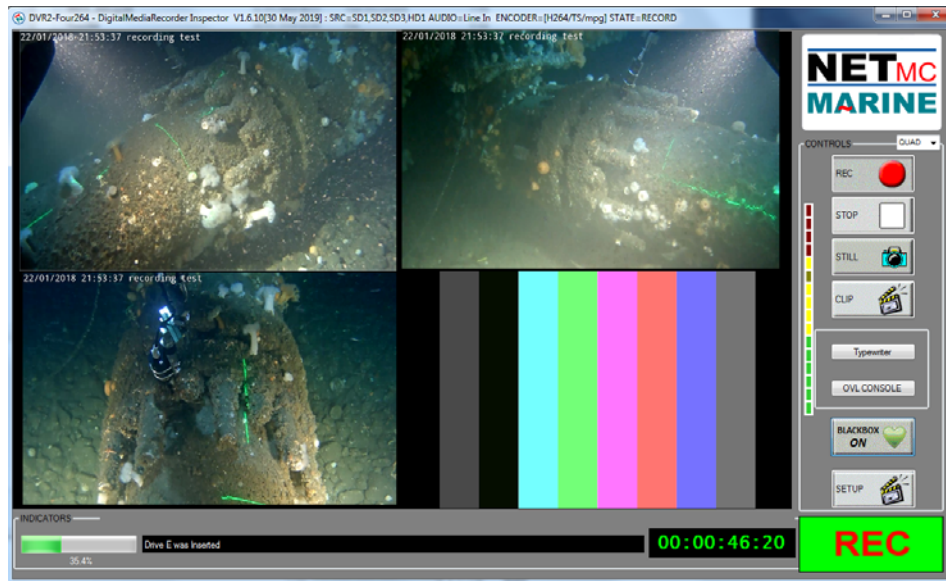 DVR2-Four264 - DigitalMediaRecorder Inspector V1.6.10[30 May 2019] : SRC=SD1,SD2,SD3,HD1 AUDIO=Line In ENCODER=[H264/TS/mpg] STATE=RECORD
22/01/2018 21:53:37 recording test
22/01/2018 21:53:37 recording test
NETMC
MARINE
CONTROLS
QUAD
REC
STOP
STILL
22/01/2018 21:53:37 recording test
CLIP
Typewriter
OVL CONSOLE
BLACKBOX
ON
SETUP
INDICATORS
Drive E was Inserted
00:00:46:20
REC
35.4%